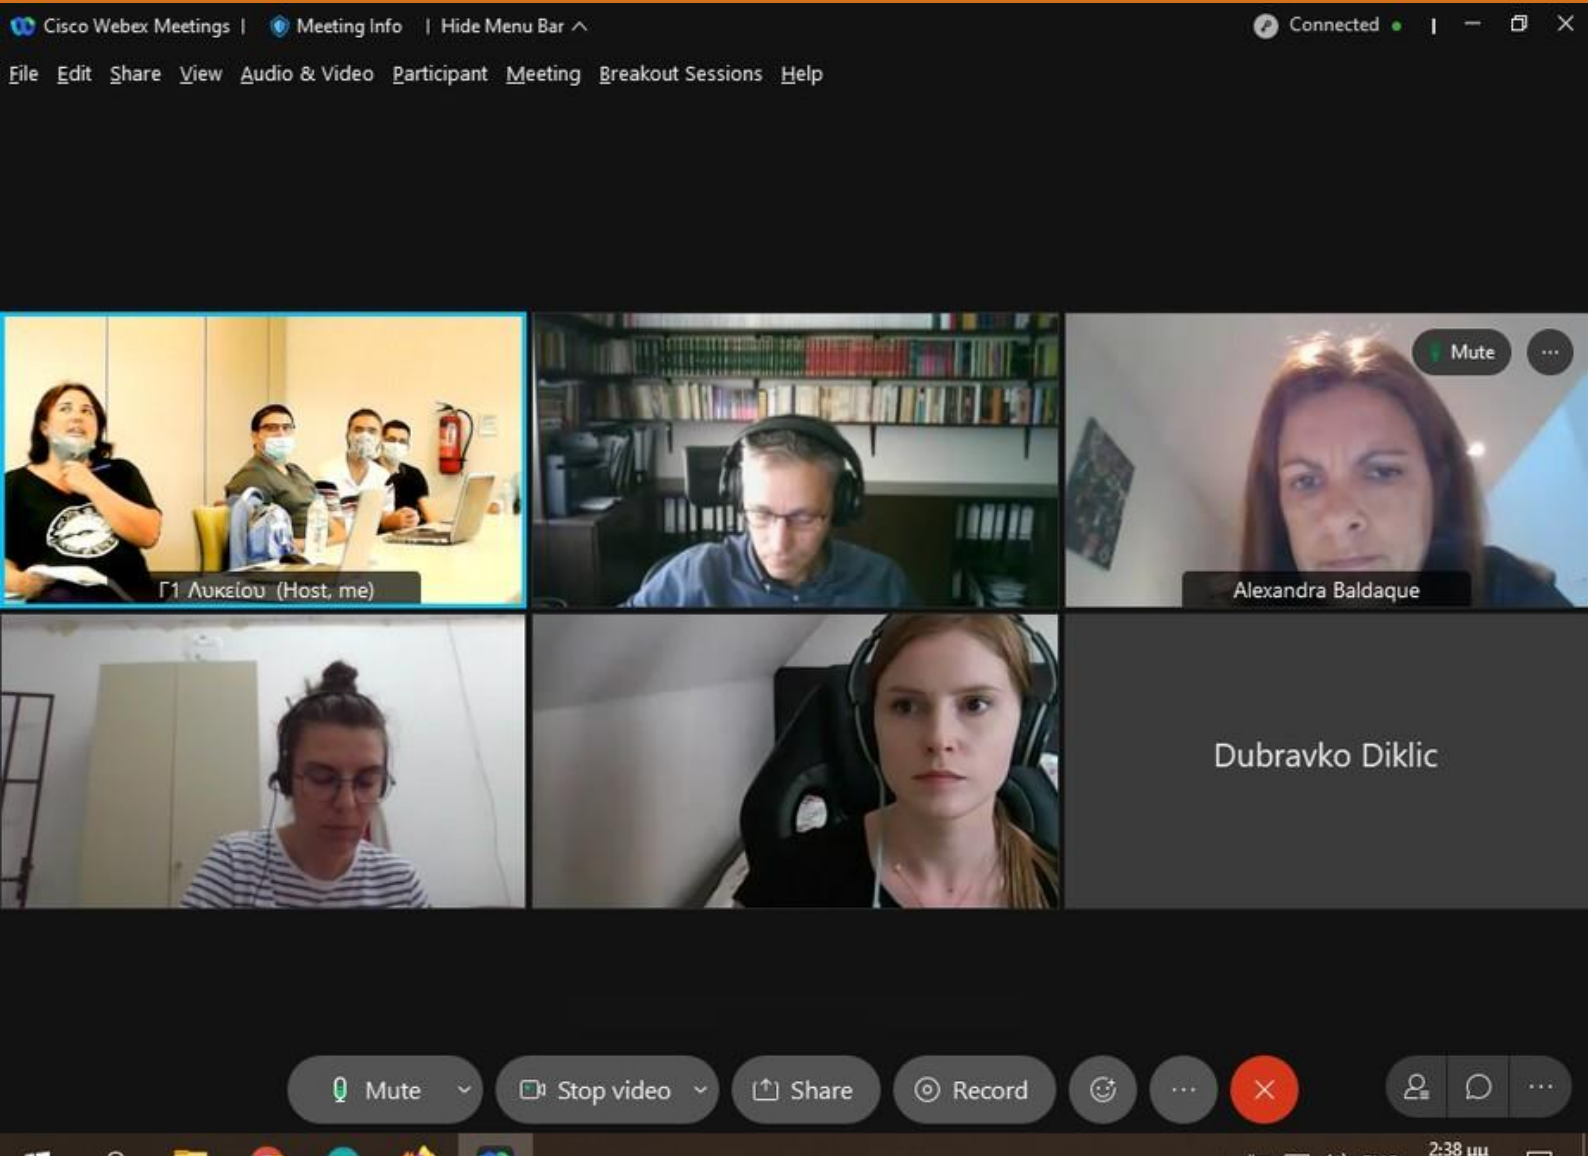 Cisco Webex Meetings | Meeting Info | Hide Menu Bar
Connected
File Edit Share View Audio & Video Participant Meeting Breakout Sessions Help
Mute
Γ1 Λυκείου (Host, me)
Alexandra Baldaque
Dubravko Diklic
Mute
Stop video
Share
Record
2:38 μμ